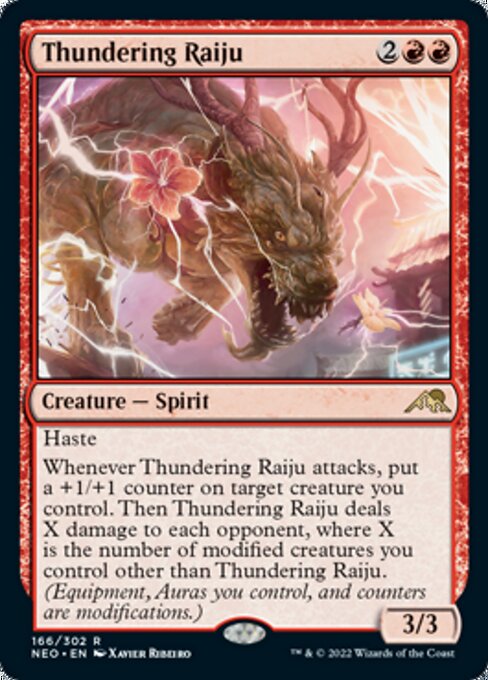 Thundering Raiju 2
Creature — Spirit
Haste
Whenever Thundering Raiju attacks, put
a +1/+1 counter on target creature you
control. Then Thundering Raiju deals
X damage to each opponent, where X
is the number of modified creatures you
control other than Thundering Raiju.
(Equipment, Auras you control, and counters
are modifications.)
3/3
166/302 R
NEO • EN Xavier Ribeiro
™ & © 2022 Wizards of the Coast